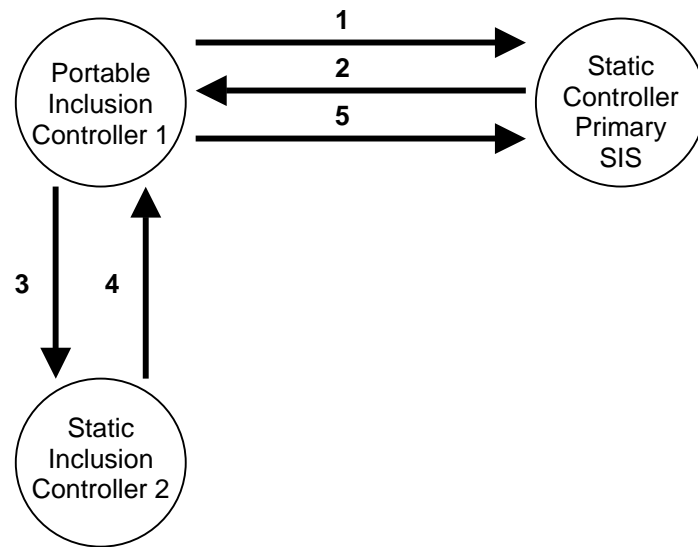 Portable
Inclusion
Controller 1
1
2
5
Static
Controller
Primary
SIS
3
4
Static
Inclusion
Controller 2